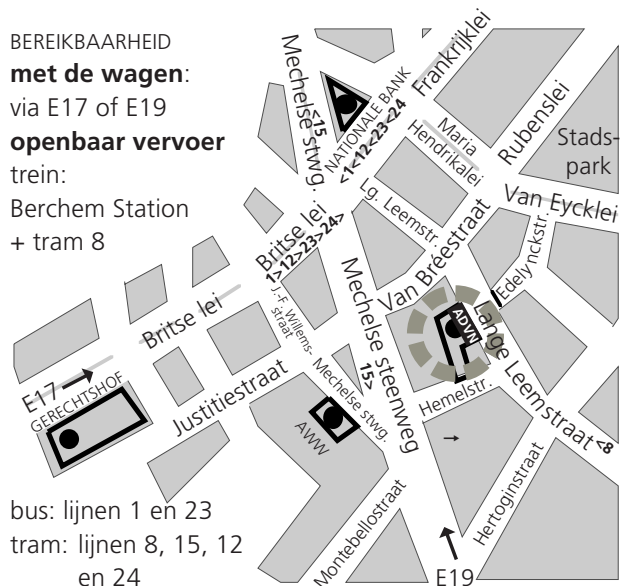 BEREIKBAARHEID
met de wagen:
via E17 of E19
openbaar vervoer
trein:
Berchem Station
+ tram 8
Mechelse stwg.
<15
NATIONALE BANK
<1<12<23<24
Frankrijklei
Maria
Hendrikalei
Rubenslei
Stads-
park
Van Eycklei
Lg. Leemstr.
Britse lei
1>12>23>24>
Van Bréestraat
Edelynckstr.
J.-F. Willems-
straat
Mechelse steenweg
15>
ADVN
Lange Leemstraat
<8
Britse lei
E17
GERECHTSHOF
Justitiestraat
Mechelse stwg.
AWW
Hemelstr.
Montebellostraat
Hertoginstraat
E19
bus: lijnen 1 en 23
tram: lijnen 8, 15, 12
en 24